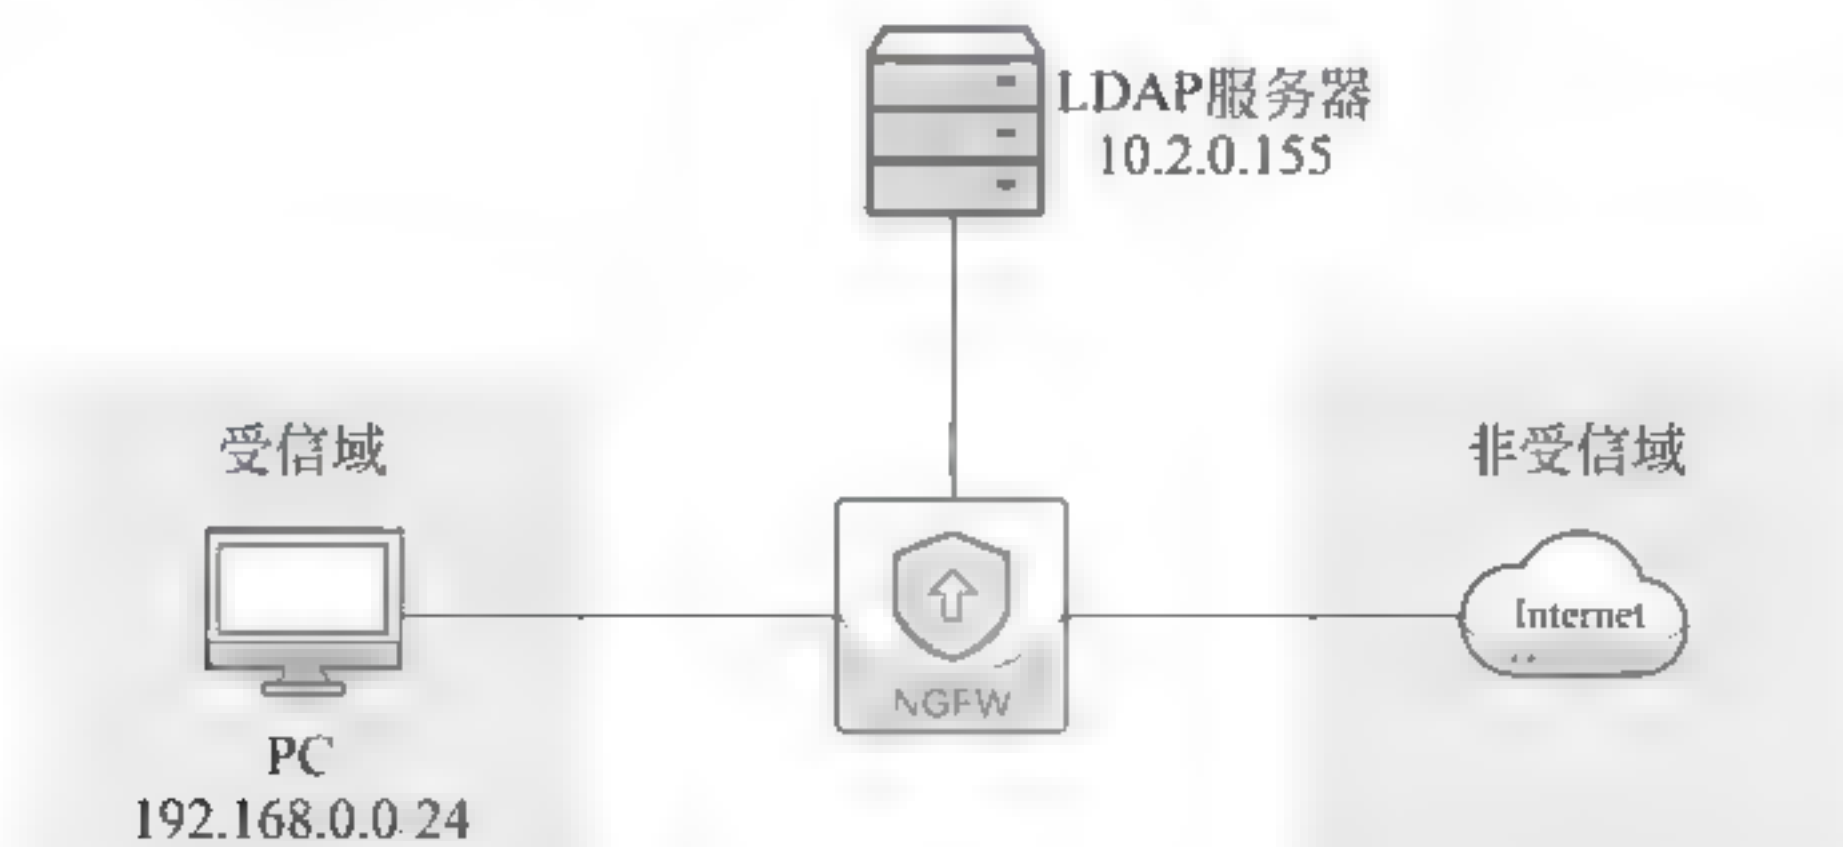 LDAP服务器
10.2.0.155
受信域
非受信域
Internet
NGFW
PC
192.168.0.0 24